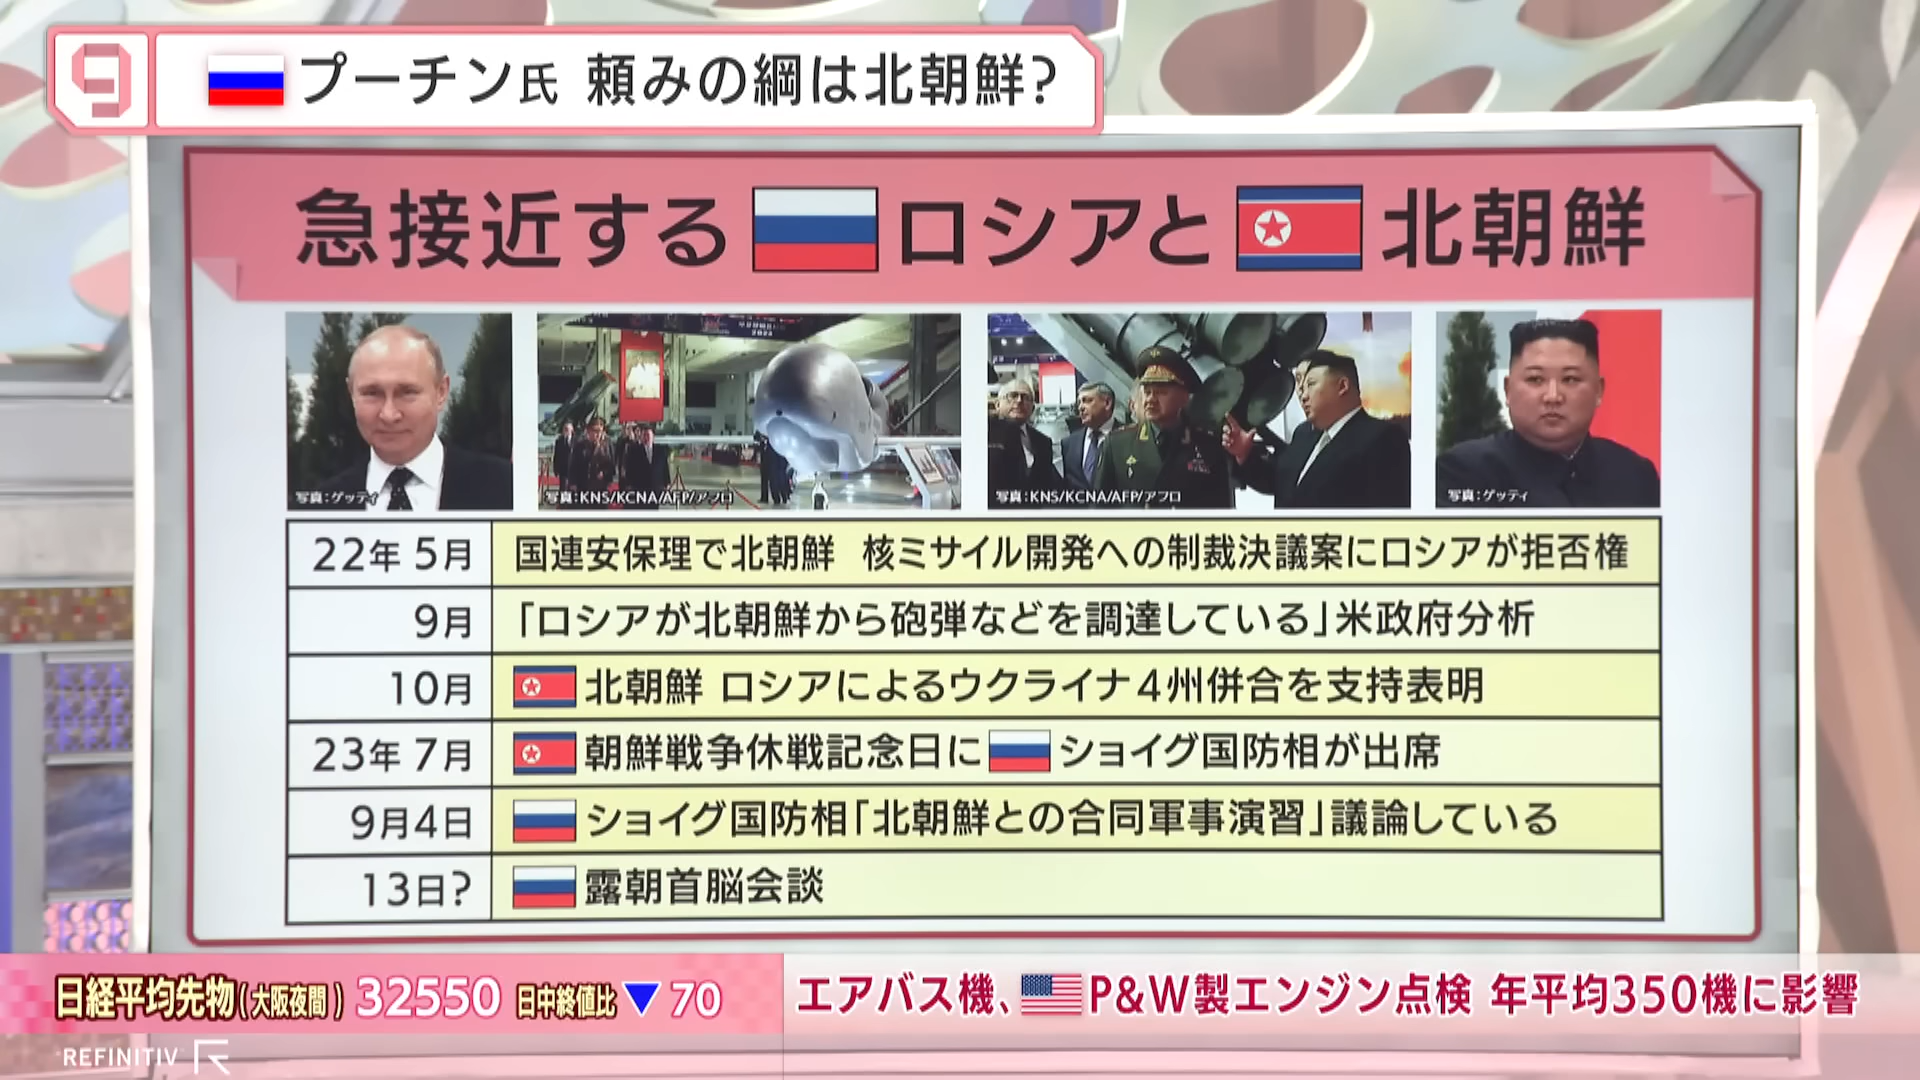 9
プーチン氏 頼みの綱は北朝鮮?
急接近する ロシアと 北朝鮮
写真:ゲッティ
写真:KNS/KCNA/AFP/アフロ
写真:KNS/KCNA/AFP/アフロ
写真:ゲッティ
22年 5月 国連安保理で北朝鮮 核ミサイル開発への制裁決議案にロシアが拒否権
9月 「ロシアが北朝鮮から砲弾などを調達している」米政府分析
10月 北朝鮮 ロシアによるウクライナ4州併合を支持表明
23年 7月 朝鮮戦争休戦記念日に ショイグ国防相が出席
9月4日 ショイグ国防相「北朝鮮との合同軍事演習」議論している
13日? 露朝首脳会談
日経平均先物(大阪夜間) 32550 日中終値比 ▼ 70
エアバス機、P&W製エンジン点検 年平均350機に影響
REFINITIV